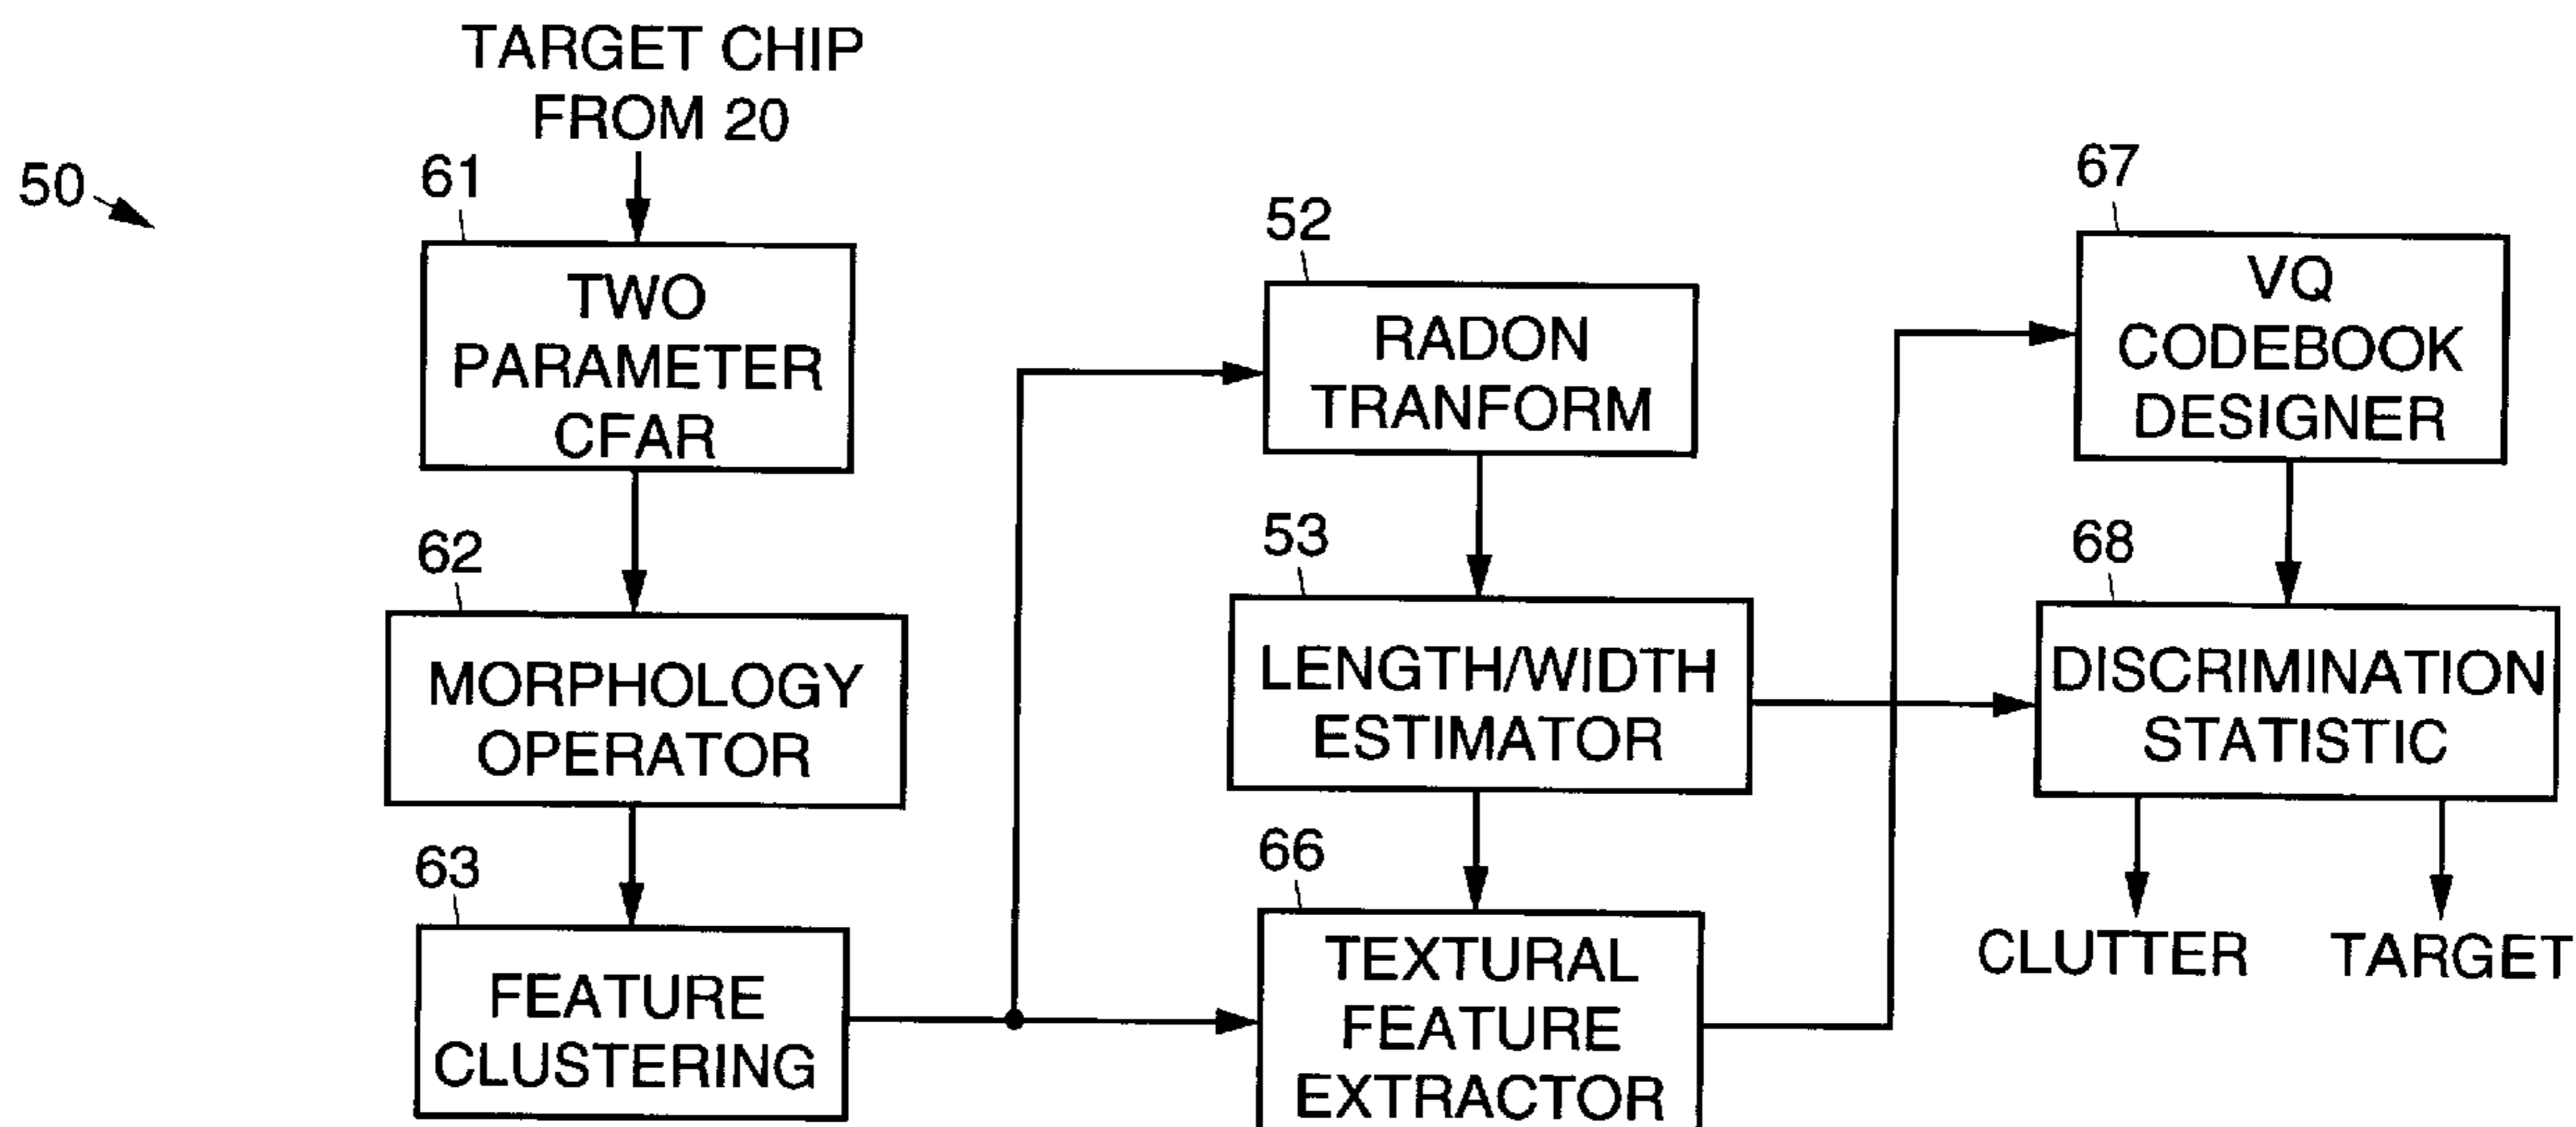 TARGET CHIP
FROM 20
50
61
TWO
PARAMETER
CFAR
62
MORPHOLOGY
OPERATOR
63
FEATURE
CLUSTERING
52
RADON
TRANFORM
53
LENGTH/WIDTH
ESTIMATOR
66
TEXTURAL
FEATURE
EXTRACTOR
67
VQ
CODEBOOK
DESIGNER
68
DISCRIMINATION
STATISTIC
CLUTTER
TARGET